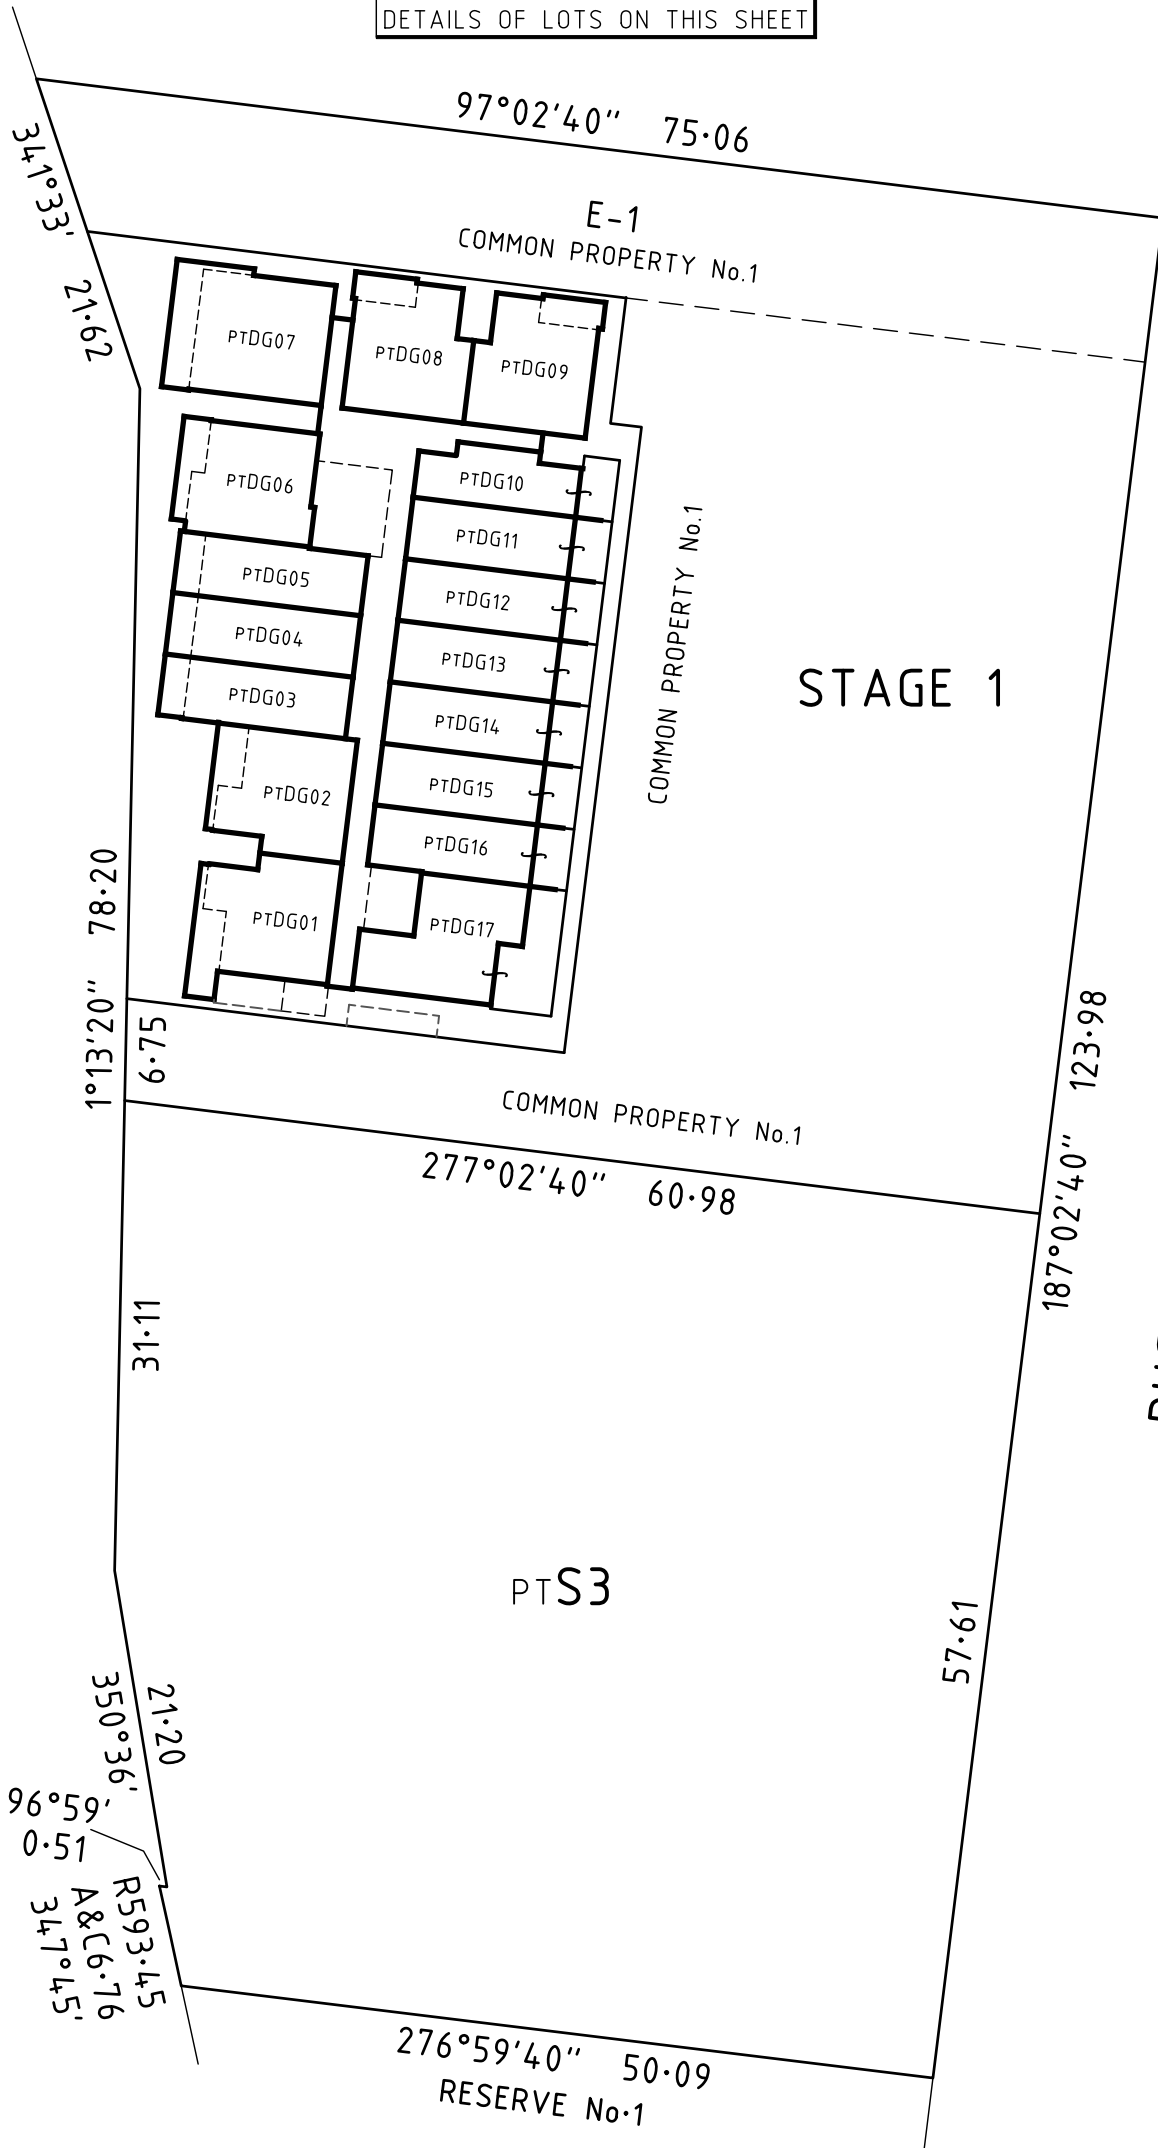 DETAILS OF LOTS ON THIS SHEET
97°02'40" 75·06
341°33' 21·62
E-1
COMMON PROPERTY No.1
PTDG07
PTDG08
PTDG09
PTDG06
PTDG10
PTDG11
PTDG05
PTDG12
PTDG04
PTDG13
PTDG03
PTDG14
PTDG02
PTDG15
PTDG16
PTDG01
PTDG17
COMMON PROPERTY No.1
STAGE 1
1°13'20" 78·20
6·75
COMMON PROPERTY No.1
277°02'40" 60·98
187°02'40" 123·98
31·11
PTS3
57·61
21·20
350°36'
96°59'
0·51
R593·45
A&C6·76
347°45'
276°59'40" 50·09
RESERVE No·1